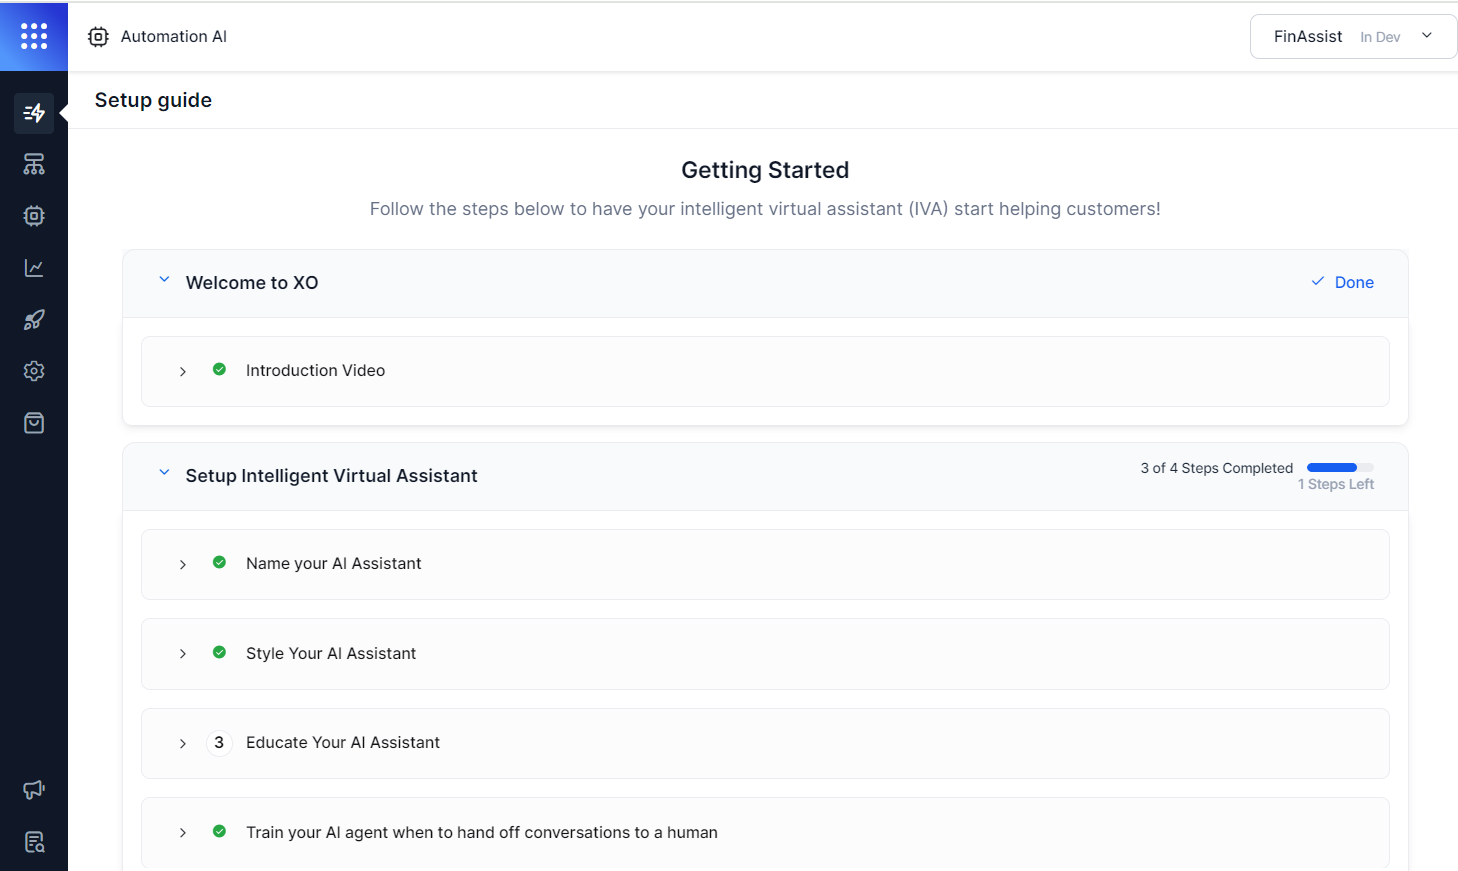 Automation AI
FinAssist In Dev
Setup guide
Getting Started
Follow the steps below to have your intelligent virtual assistant (IVA) start helping customers!
Welcome to XO
Done
Introduction Video
Setup Intelligent Virtual Assistant
3 of 4 Steps Completed
1 Steps Left
Name your AI Assistant
Style Your AI Assistant
3 Educate Your AI Assistant
Train your AI agent when to hand off conversations to a human